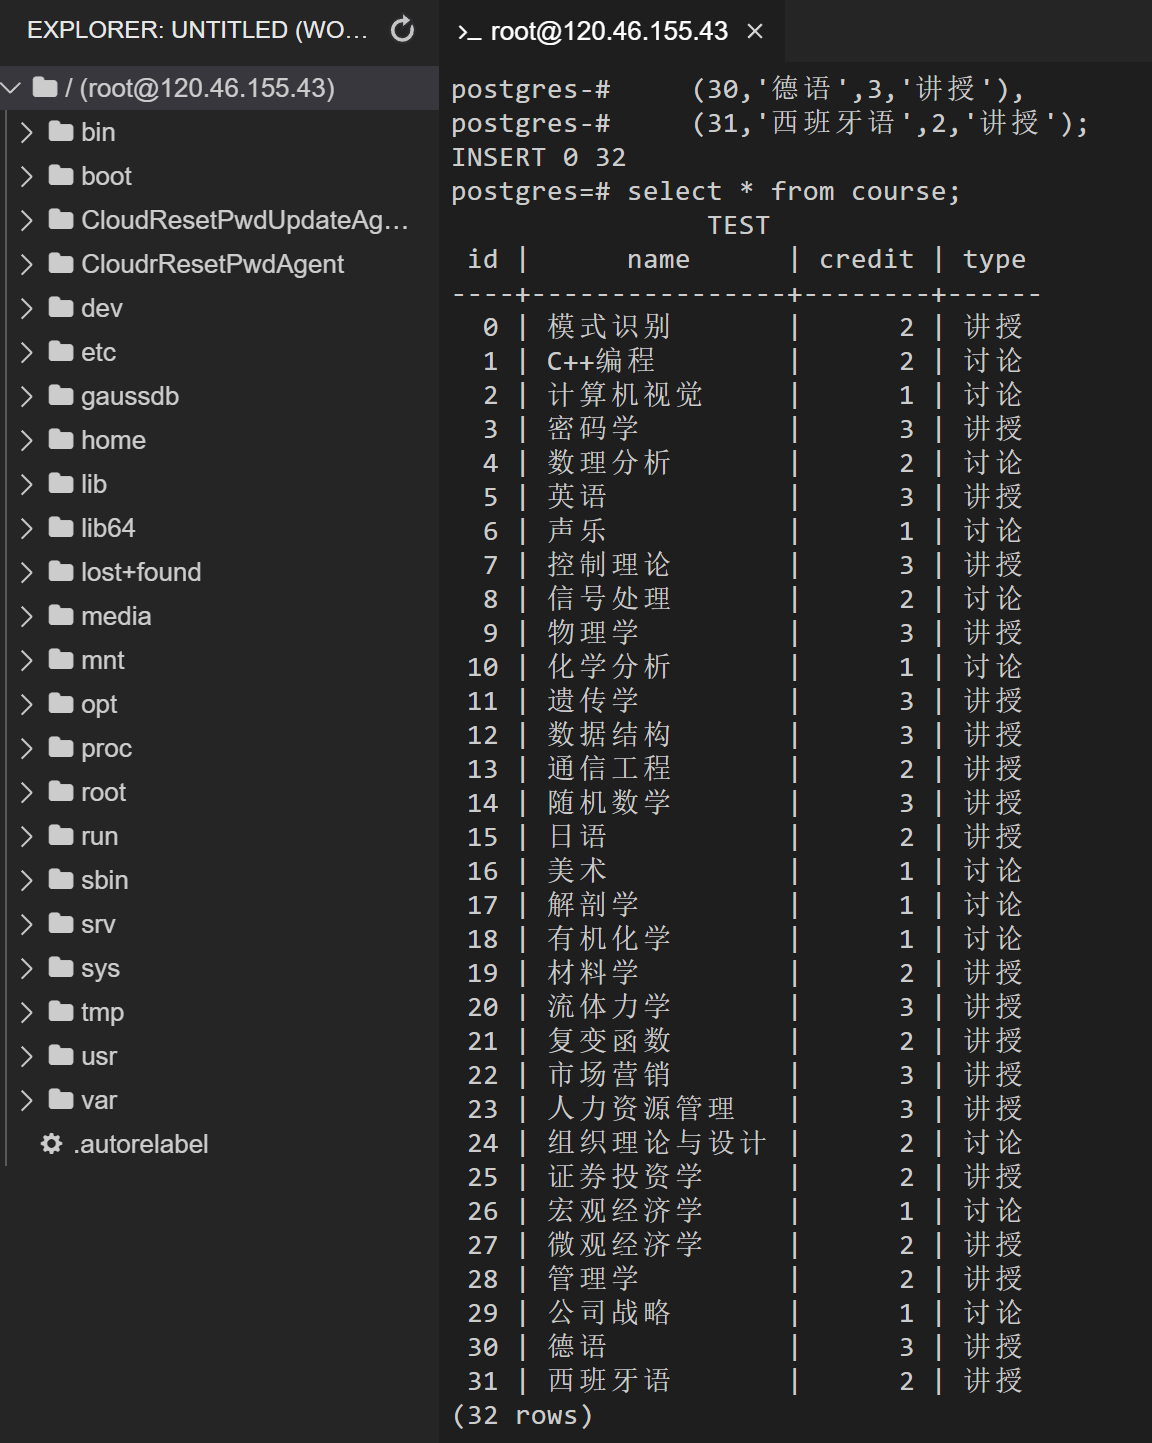 EXPLORER: UNTITLED (WO...
/ (root@120.46.155.43)
bin
boot
CloudResetPwdUpdateAg...
CloudrResetPwdAgent
dev
etc
gaussdb
home
lib
lib64
lost+found
media
mnt
opt
proc
root
run
sbin
srv
sys
tmp
usr
var
.autorelabel
>_ root@120.46.155.43 ×
postgres-#     (30,'德语',3,'讲授'),
postgres-#     (31,'西班牙语',2,'讲授');
INSERT 0 32
postgres=# select * from course;
TEST
id | name | credit | type
----+----------------+--------+------
0 | 模式识别 | 2 | 讲授
1 | C++编程 | 2 | 讨论
2 | 计算机视觉 | 1 | 讨论
3 | 密码学 | 3 | 讲授
4 | 数理分析 | 2 | 讨论
5 | 英语 | 3 | 讲授
6 | 声乐 | 1 | 讨论
7 | 控制理论 | 3 | 讲授
8 | 信号处理 | 2 | 讨论
9 | 物理学 | 3 | 讲授
10 | 化学分析 | 1 | 讨论
11 | 遗传学 | 3 | 讲授
12 | 数据结构 | 3 | 讲授
13 | 通信工程 | 2 | 讲授
14 | 随机数学 | 3 | 讲授
15 | 日语 | 2 | 讲授
16 | 美术 | 1 | 讨论
17 | 解剖学 | 1 | 讨论
18 | 有机化学 | 1 | 讨论
19 | 材料学 | 2 | 讲授
20 | 流体力学 | 3 | 讲授
21 | 复变函数 | 2 | 讲授
22 | 市场营销 | 3 | 讲授
23 | 人力资源管理 | 3 | 讲授
24 | 组织理论与设计 | 2 | 讨论
25 | 证券投资学 | 2 | 讲授
26 | 宏观经济学 | 1 | 讨论
27 | 微观经济学 | 2 | 讲授
28 | 管理学 | 2 | 讲授
29 | 公司战略 | 1 | 讨论
30 | 德语 | 3 | 讲授
31 | 西班牙语 | 2 | 讲授
(32 rows)